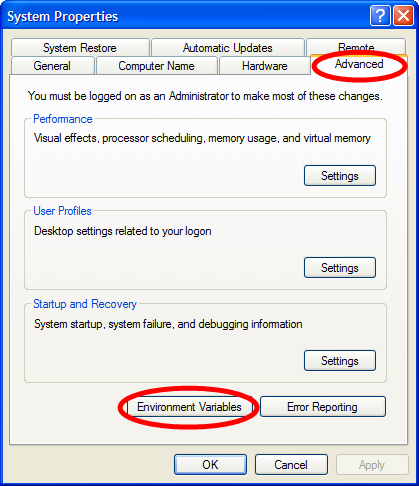 System Properties
System Restore Automatic Updates Remote
General Computer Name Hardware Advanced
You must be logged on as an Administrator to make most of these changes.
Performance
Visual effects, processor scheduling, memory usage, and virtual memory
Settings
User Profiles
Desktop settings related to your logon
Settings
Startup and Recovery
System startup, system failure, and debugging information
Settings
Environment Variables Error Reporting
OK Cancel Apply